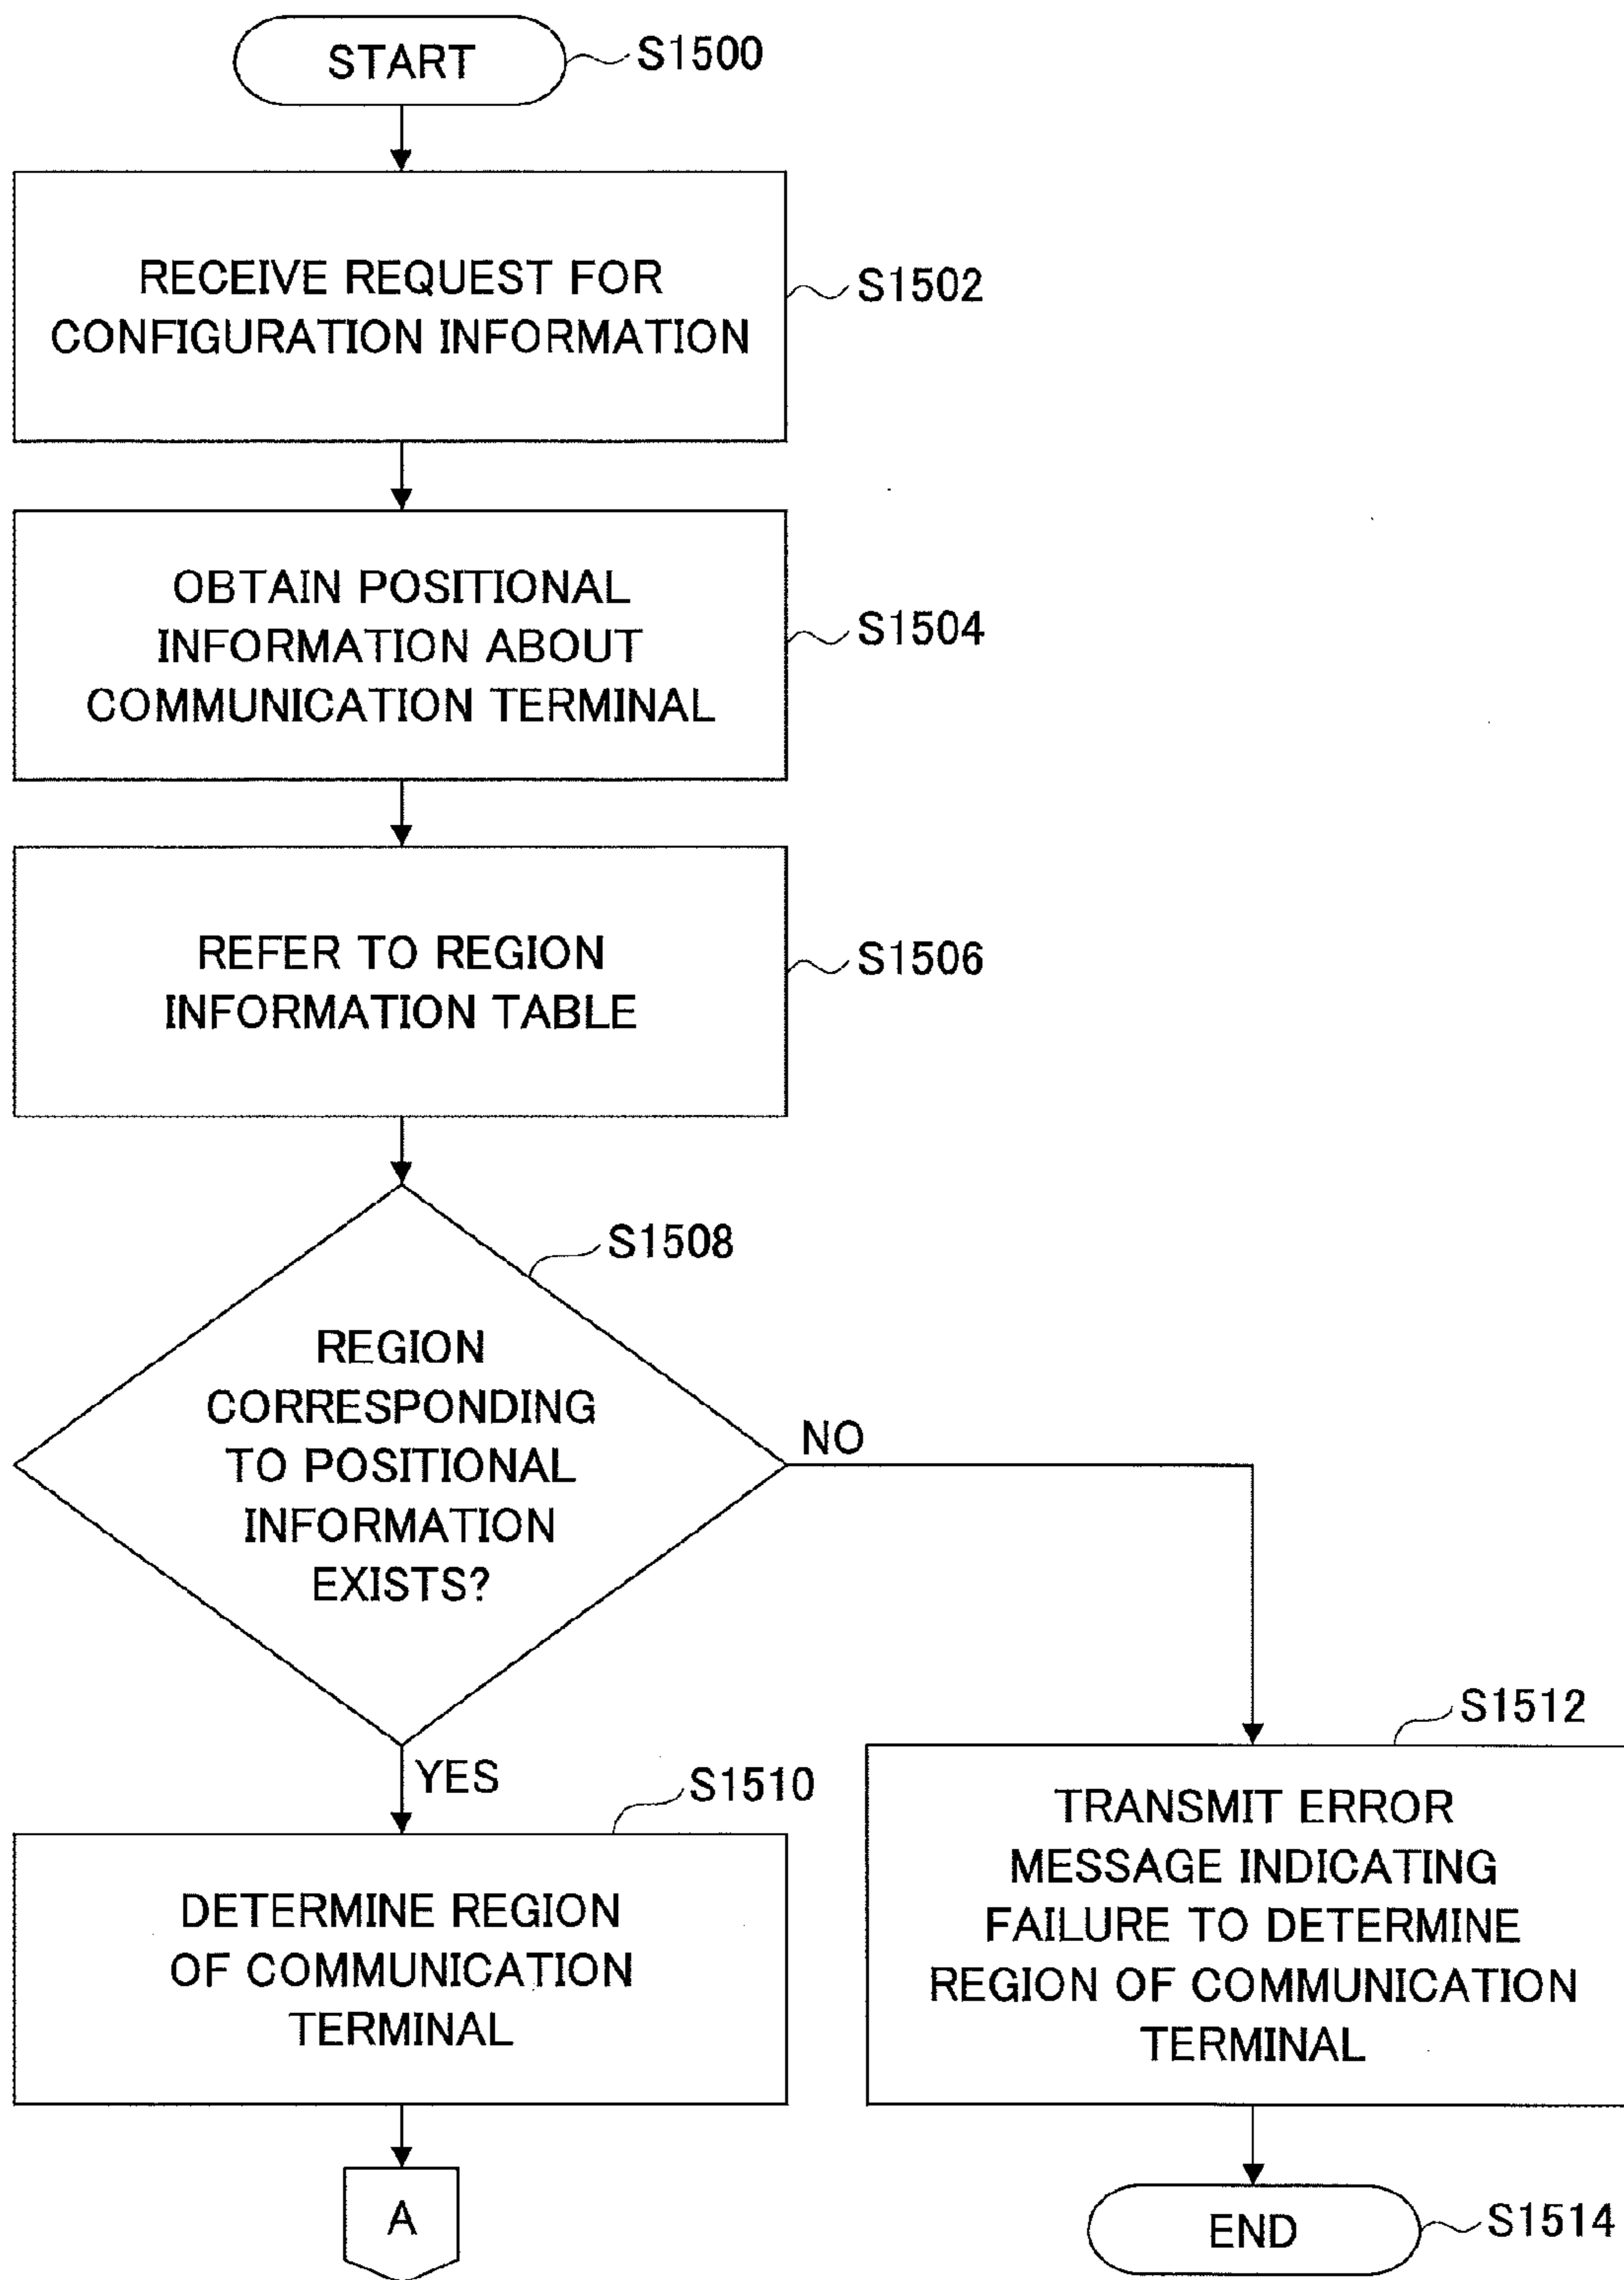 START
S1500
RECEIVE REQUEST FOR
CONFIGURATION INFORMATION
S1502
OBTAIN POSITIONAL
INFORMATION ABOUT
COMMUNICATION TERMINAL
S1504
REFER TO REGION
INFORMATION TABLE
S1506
S1508
REGION
CORRESPONDING
TO POSITIONAL
INFORMATION
EXISTS?
NO
YES
S1510
DETERMINE REGION
OF COMMUNICATION
TERMINAL
A
S1512
TRANSMIT ERROR
MESSAGE INDICATING
FAILURE TO DETERMINE
REGION OF COMMUNICATION
TERMINAL
END
S1514